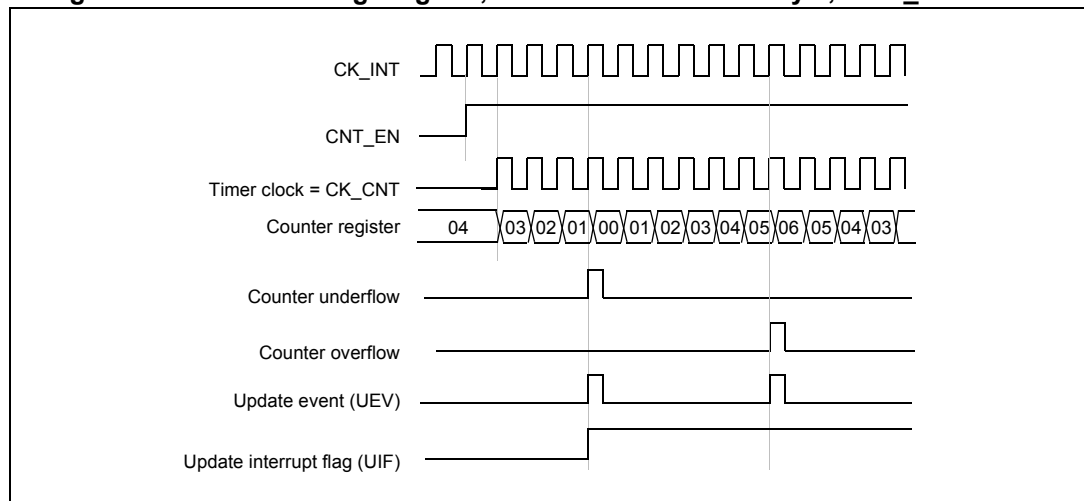 CK_INT
CNT_EN
Timer clock = CK_CNT
Counter register 04 03 02 01 00 01 02 03 04 05 06 05 04 03
Counter underflow
Counter overflow
Update event (UEV)
Update interrupt flag (UIF)